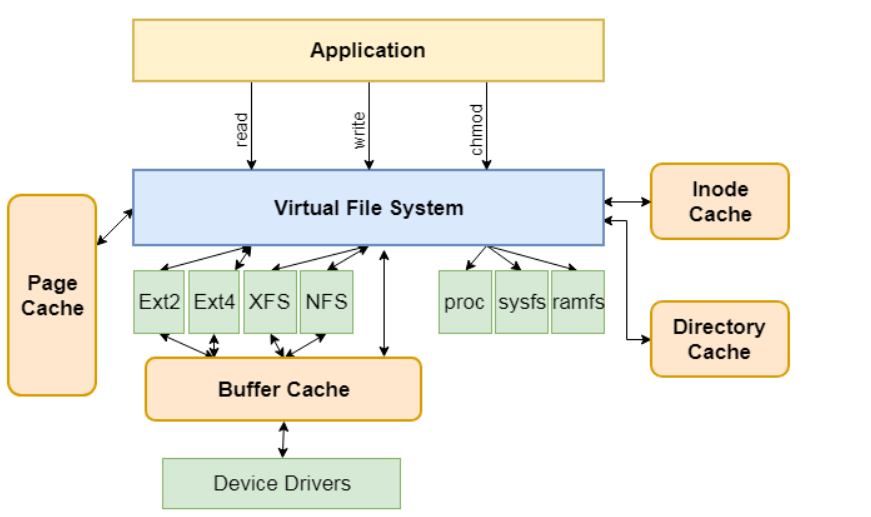 Application
read
write
chmod
Virtual File System
Inode
Cache
Page
Cache
Ext2
Ext4
XFS
NFS
proc
sysfs
ramfs
Directory
Cache
Buffer Cache
Device Drivers